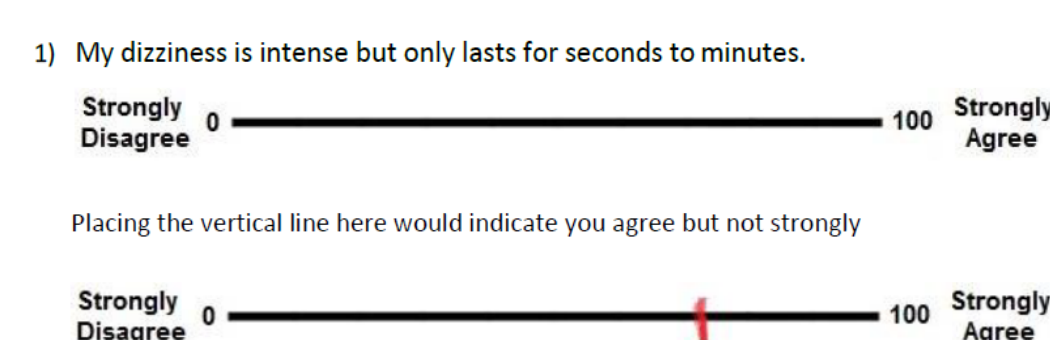 1) My dizziness is intense but only lasts for seconds to minutes.
Strongly Disagree 0 100 Strongly Agree
Placing the vertical line here would indicate you agree but not strongly
Strongly Disagree 0 100 Strongly Agree